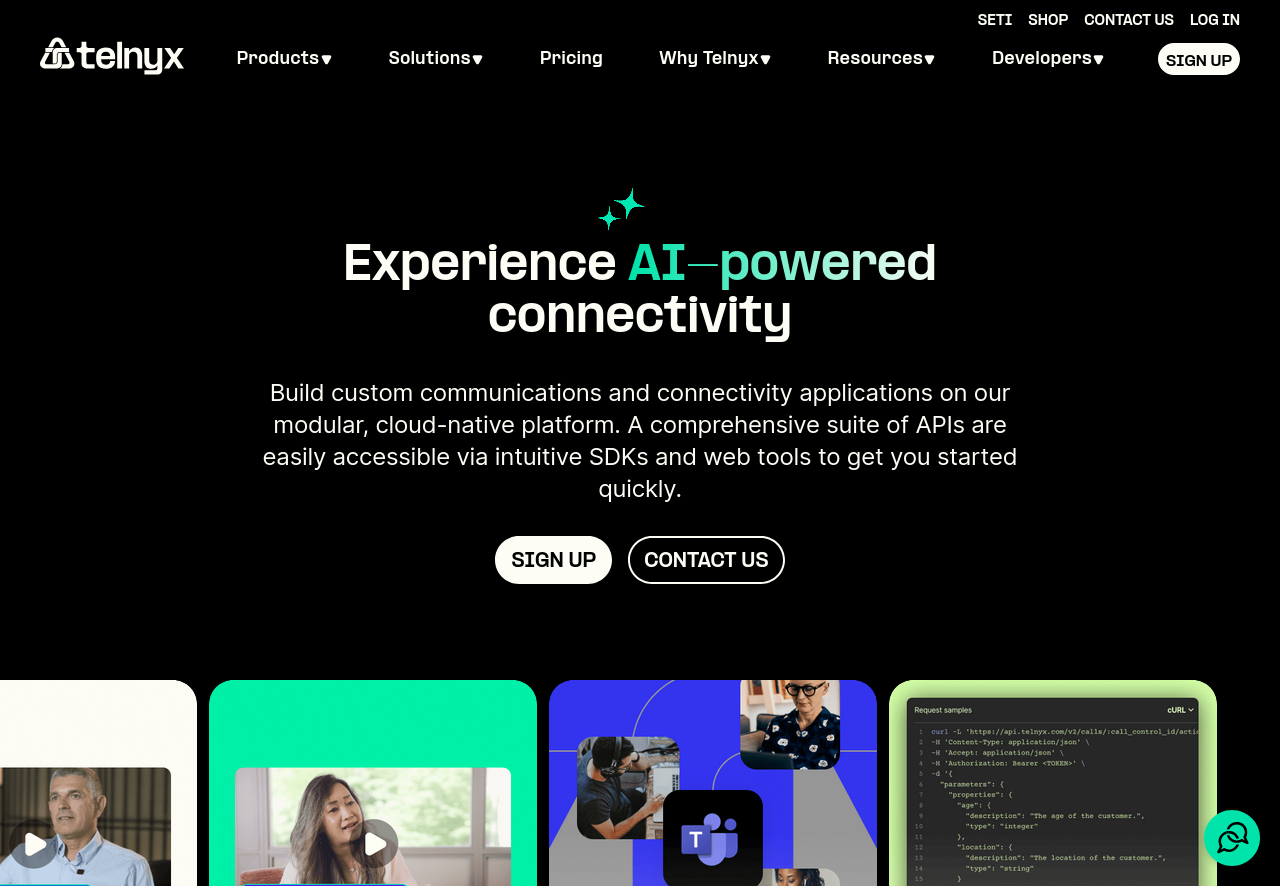 SETI SHOP CONTACT US LOG IN
telnyx Products Solutions Pricing Why Telnyx Resources Developers SIGN UP
Experience AI—powered
connectivity
Build custom communications and connectivity applications on our
modular, cloud-native platform. A comprehensive suite of APIs are
easily accessible via intuitive SDKs and web tools to get you started
quickly.
SIGN UP CONTACT US
T
Request samples cURL
1 curl -L 'https://api.telnyx.com/v2/calls/:call_control_id/actio
2 -H 'Content-Type: application/json' \
3 -H 'Accept: application/json' \
4 -H 'Authorization: Bearer <TOKEN>' \
5 -d '{
6 "parameters": {
7 "properties": {
8 "age": {
9 "description": "The age of the customer.",
10 "type": "integer"
11 },
12 "location": {
13 "description": "The location of the customer.",
14 "type": "string"
15 }